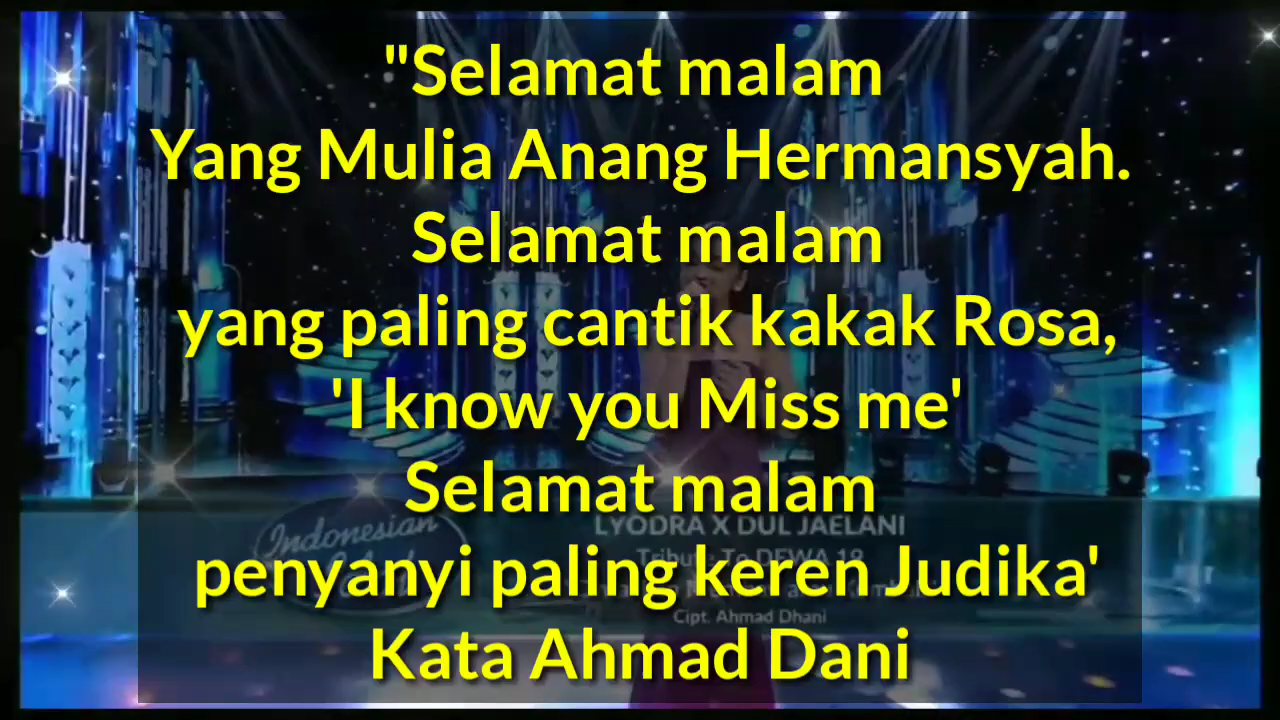 "Selamat malam
Yang Mulia Anang Hermansyah.
Selamat malam
yang paling cantik kakak Rosa,
'I know you Miss me'
Selamat malam
Indonesian
LYODRA X DUL JAELANI
penyanyi paling keren Judika'
Cipt. Ahmad Dhani
Kata Ahmad Dani